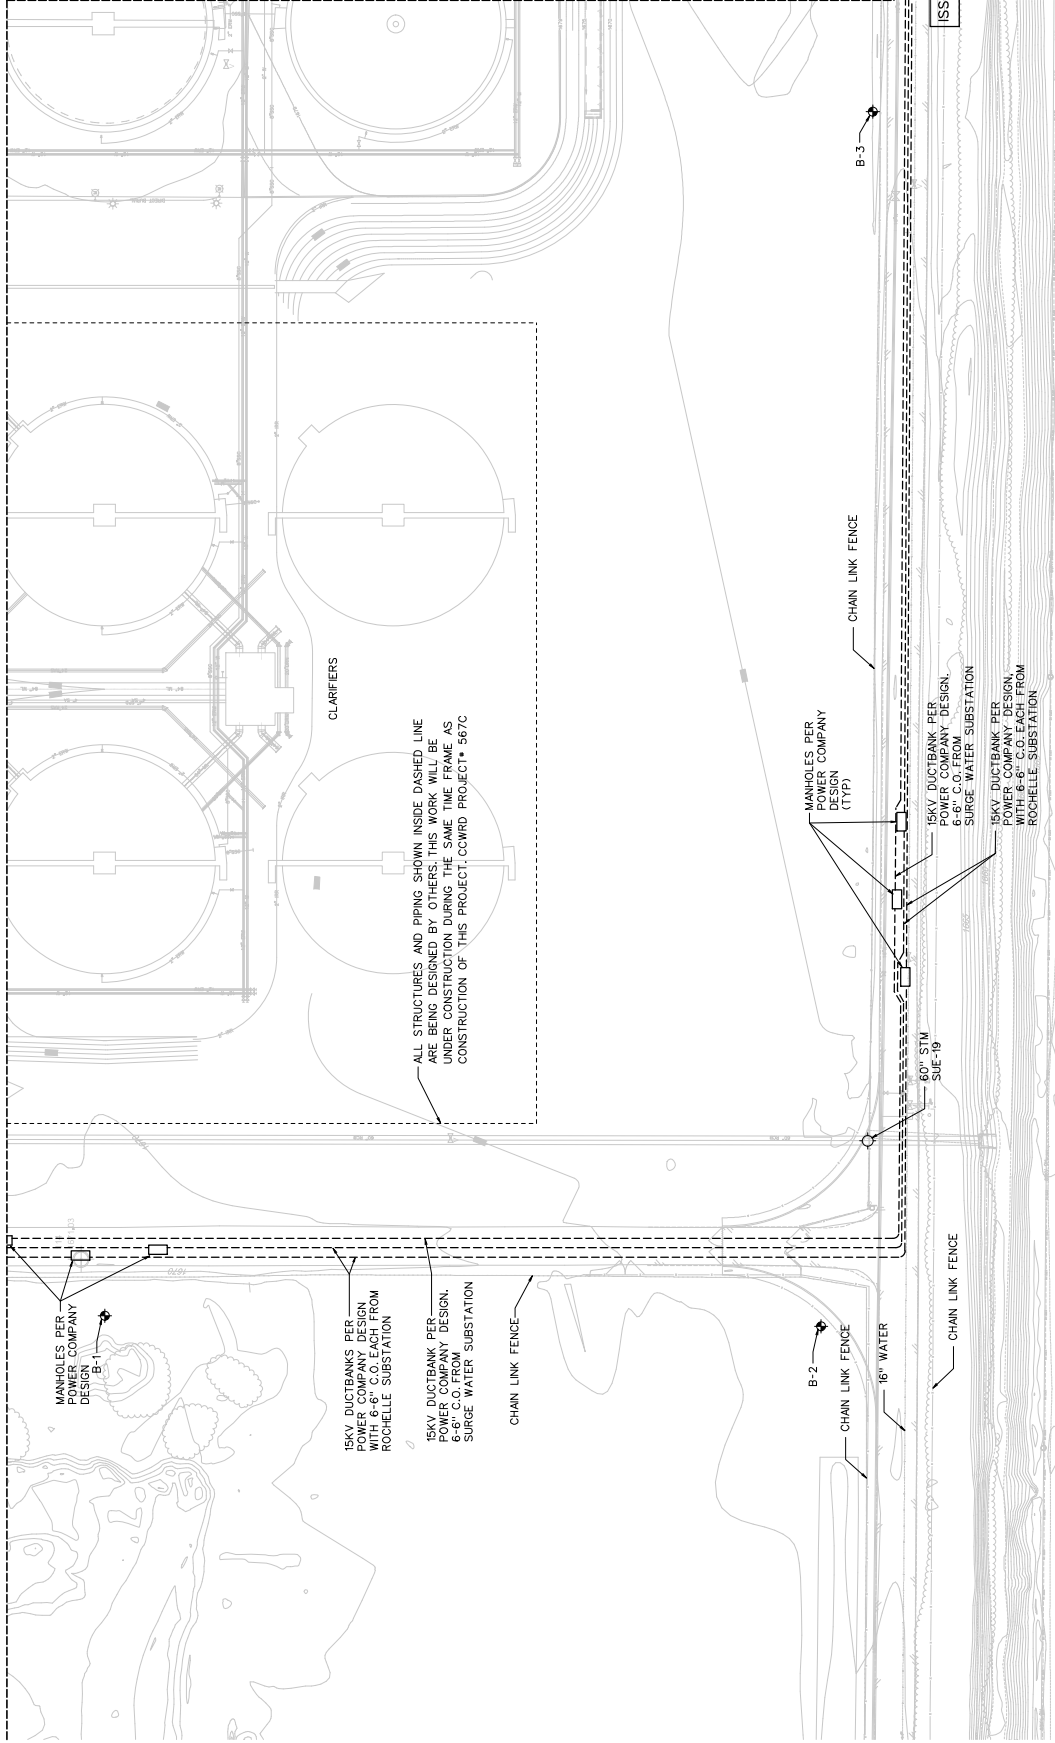 ISS
B-3
CHAIN LINK FENCE
CLARIFIERS
ALL STRUCTURES AND PIPING SHOWN INSIDE DASHED LINE
ARE BEING DESIGNED BY OTHERS. THIS WORK WILL BE
UNDER CONSTRUCTION DURING THE SAME TIME FRAME AS
CONSTRUCTION OF THIS PROJECT. CCWRD PROJECT# 567C
MANHOLES PER
POWER COMPANY
DESIGN
(TYP)
15KV DUCTBANK PER
POWER COMPANY DESIGN.
6-6" C.O. FROM
SURGE WATER SUBSTATION
15KV DUCTBANK PER
POWER COMPANY DESIGN,
WITH 6-6" C.O. EACH FROM
ROCHELLE SUBSTATION
60" STM
SUE-19
MANHOLES PER
POWER COMPANY
DESIGN
B-1
15KV DUCTBANKS PER
POWER COMPANY DESIGN
WITH 6-6" C.O. EACH FROM
ROCHELLE SUBSTATION
15KV DUCTBANK PER
POWER COMPANY DESIGN.
6-6" C.O. FROM
SURGE WATER SUBSTATION
CHAIN LINK FENCE
B-2
CHAIN LINK FENCE
16" WATER
CHAIN LINK FENCE
1670
1670
1665